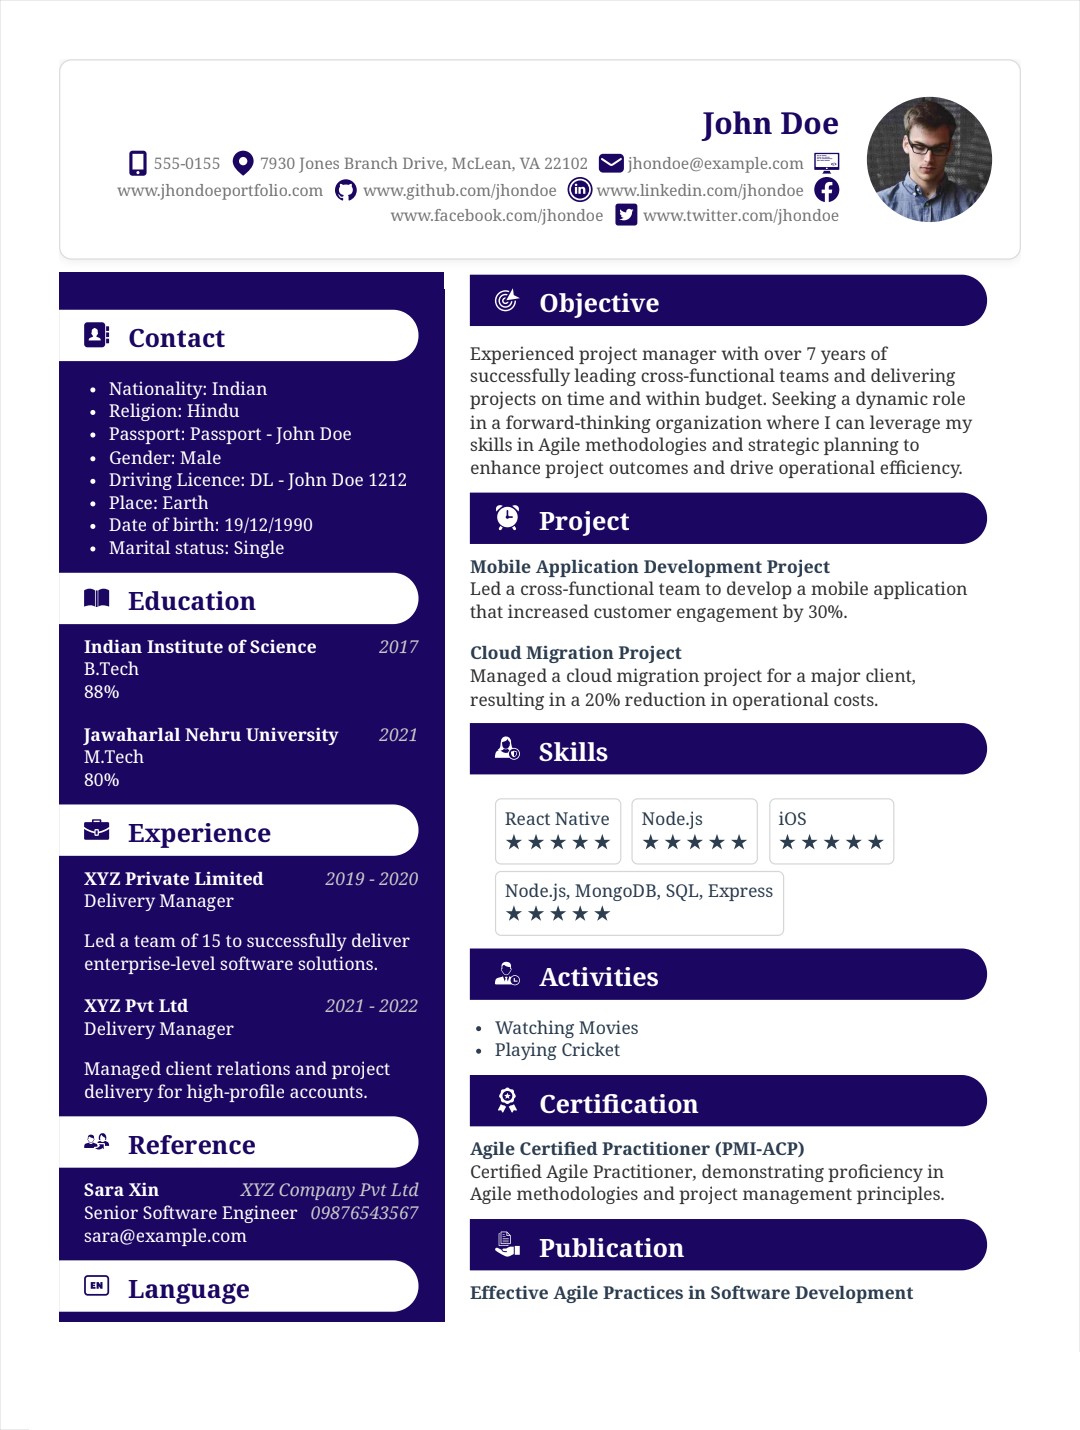 John Doe
555-0155 7930 Jones Branch Drive, McLean, VA 22102 jhondoe@example.com
www.jhondoeportfolio.com www.github.com/jhondoe www.linkedin.com/jhondoe
www.facebook.com/jhondoe www.twitter.com/jhondoe
Contact
Nationality: Indian
Religion: Hindu
Passport: Passport - John Doe
Gender: Male
Driving Licence: DL - John Doe 1212
Place: Earth
Date of birth: 19/12/1990
Marital status: Single
Education
Indian Institute of Science 2017
B.Tech
88%
Jawaharlal Nehru University 2021
M.Tech
80%
Experience
XYZ Private Limited 2019 - 2020
Delivery Manager
Led a team of 15 to successfully deliver
enterprise-level software solutions.
XYZ Pvt Ltd 2021 - 2022
Delivery Manager
Managed client relations and project
delivery for high-profile accounts.
Reference
Sara Xin XYZ Company Pvt Ltd
Senior Software Engineer 09876543567
sara@example.com
EN Language
Objective
Experienced project manager with over 7 years of
successfully leading cross-functional teams and delivering
projects on time and within budget. Seeking a dynamic role
in a forward-thinking organization where I can leverage my
skills in Agile methodologies and strategic planning to
enhance project outcomes and drive operational efficiency.
Project
Mobile Application Development Project
Led a cross-functional team to develop a mobile application
that increased customer engagement by 30%.
Cloud Migration Project
Managed a cloud migration project for a major client,
resulting in a 20% reduction in operational costs.
Skills
React Native Node.js iOS
★★★★★ ★★★★★ ★★★★★
Node.js, MongoDB, SQL, Express
★★★★★
Activities
Watching Movies
Playing Cricket
Certification
Agile Certified Practitioner (PMI-ACP)
Certified Agile Practitioner, demonstrating proficiency in
Agile methodologies and project management principles.
Publication
Effective Agile Practices in Software Development